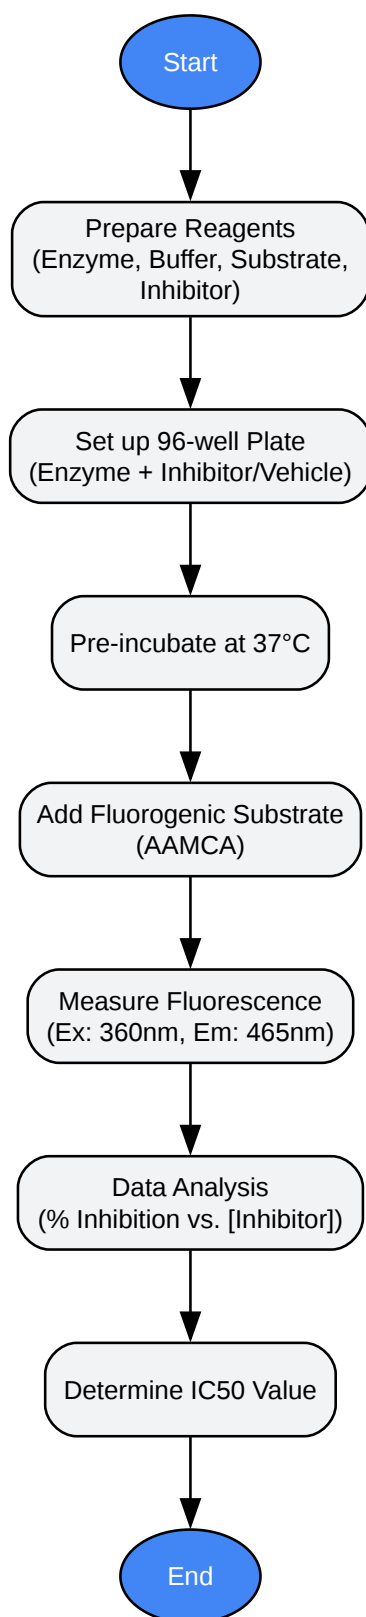 Start
Prepare Reagents
(Enzyme, Buffer, Substrate,
Inhibitor)
Set up 96-well Plate
(Enzyme + Inhibitor/Vehicle)
Pre-incubate at 37°C
Add Fluorogenic Substrate
(AAMCA)
Measure Fluorescence
(Ex: 360nm, Em: 465nm)
Data Analysis
(% Inhibition vs. [Inhibitor])
Determine IC50 Value
End